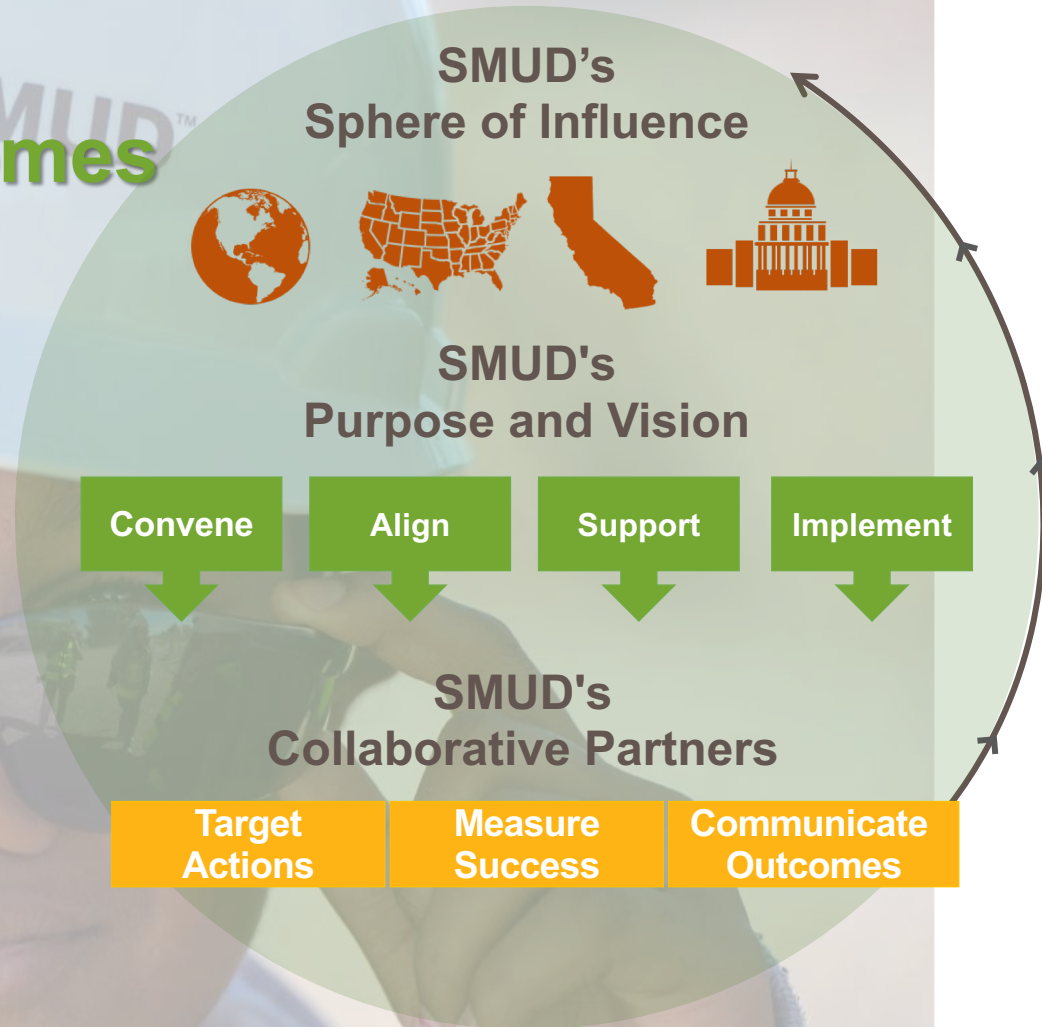 SMUD's
Sphere of Influence
SMUD's
Purpose and Vision
Convene
Align
Support
Implement
SMUD's
Collaborative Partners
Target
Actions
Measure
Success
Communicate
Outcomes